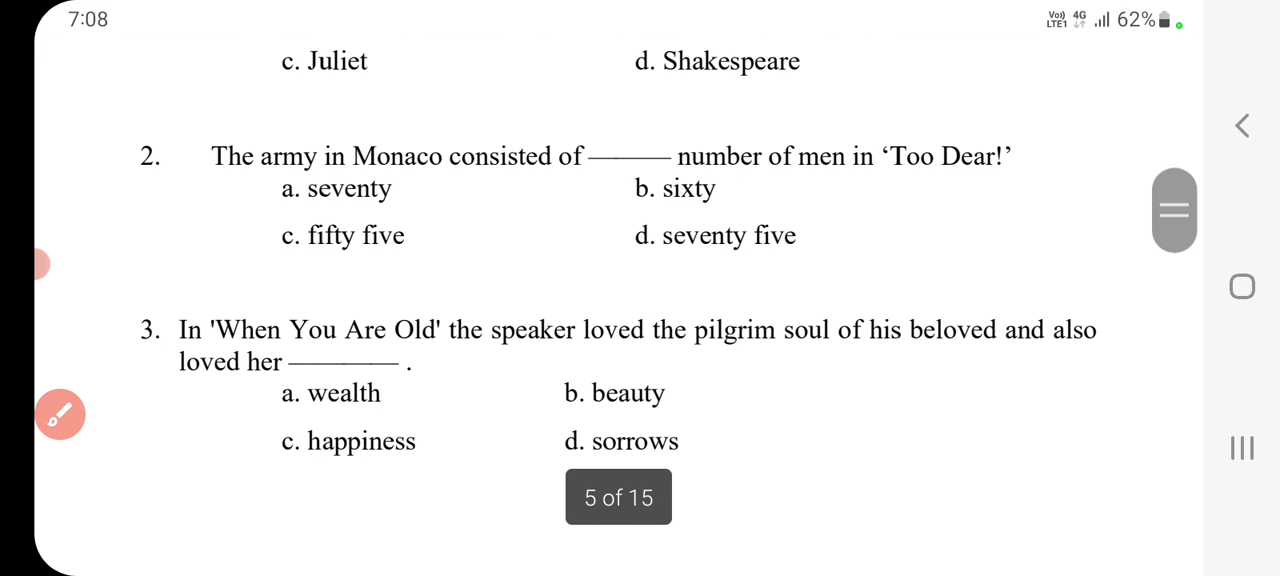 7:08
Vo)) 4G
LTE1 62%
c. Juliet d. Shakespeare
2. The army in Monaco consisted of ——— number of men in ‘Too Dear!’
a. seventy b. sixty
c. fifty five d. seventy five
3. In 'When You Are Old' the speaker loved the pilgrim soul of his beloved and also
loved her ———— .
a. wealth b. beauty
c. happiness d. sorrows
5 of 15